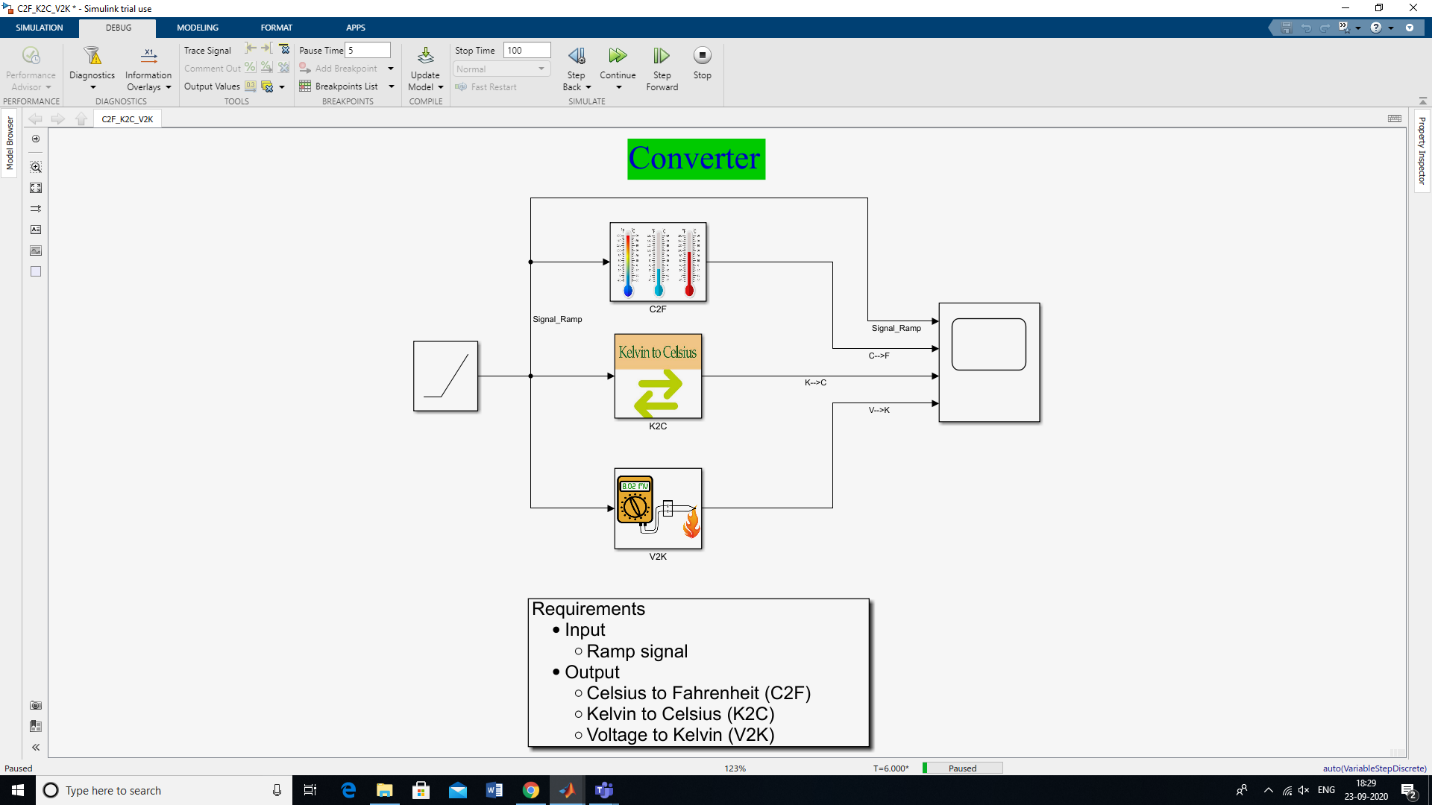 C2F_K2C_V2K * - Simulink trial use
SIMULATION DEBUG MODELING FORMAT APPS
Performance Advisor
PERFORMANCE
Diagnostics
Information Overlays
DIAGNOSTICS
Trace Signal
Comment Out
Output Values
TOOLS
Pause Time 5
Add Breakpoint
Breakpoints List
BREAKPOINTS
Update Model
COMPILE
Stop Time 100
Normal
Fast Restart
Step Back
Continue
Step Forward
Stop
SIMULATE
Model Browser
C2F_K2C_V2K
Property Inspector
Converter
C2F
Signal_Ramp
Signal_Ramp
C-->F
Kelvin to Celsius
K-->C
K2C
V-->K
V2K
Requirements
• Input
○ Ramp signal
• Output
○ Celsius to Fahrenheit (C2F)
○ Kelvin to Celsius (K2C)
○ Voltage to Kelvin (V2K)
Paused 123% T=6.000* Paused auto(VariableStepDiscrete)
Type here to search
ENG
18:29
23-09-2020
2